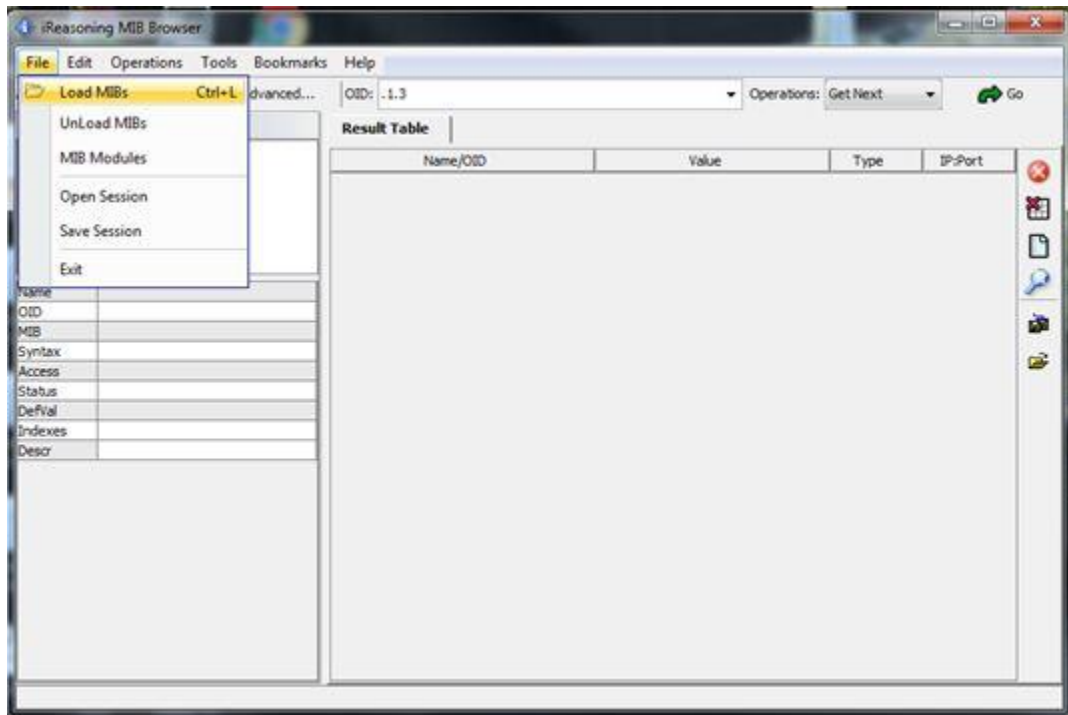 iReasoning MIB Browser
File Edit Operations Tools Bookmarks Help
Load MIBs Ctrl+L
dvanced... OID: .1.3 Operations: Get Next Go
UnLoad MIBs
Result Table
MIB Modules
Name/OID Value Type IP:Port
Open Session
Save Session
Exit
Name
OID
MIB
Syntax
Access
Status
DefVal
Indexes
Descr